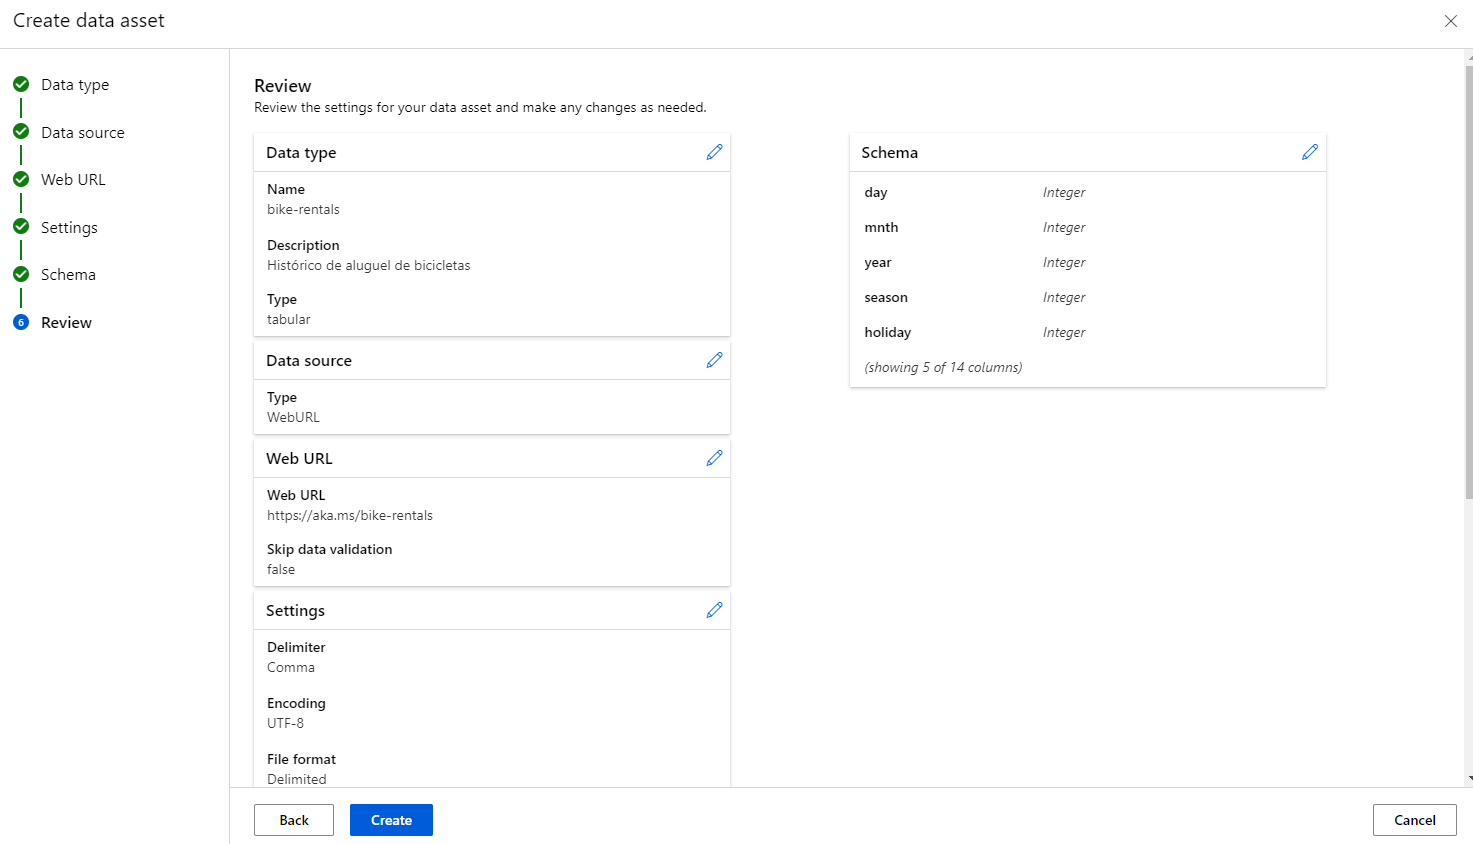 Create data asset
Data type
Data source
Web URL
Settings
Schema
6 Review
Review
Review the settings for your data asset and make any changes as needed.
Data type
Name
bike-rentals
Description
Histórico de aluguel de bicicletas
Type
tabular
Data source
Type
WebURL
Web URL
Web URL
https://aka.ms/bike-rentals
Skip data validation
false
Settings
Delimiter
Comma
Encoding
UTF-8
File format
Delimited
Schema
day Integer
mnth Integer
year Integer
season Integer
holiday Integer
(showing 5 of 14 columns)
Back Create Cancel